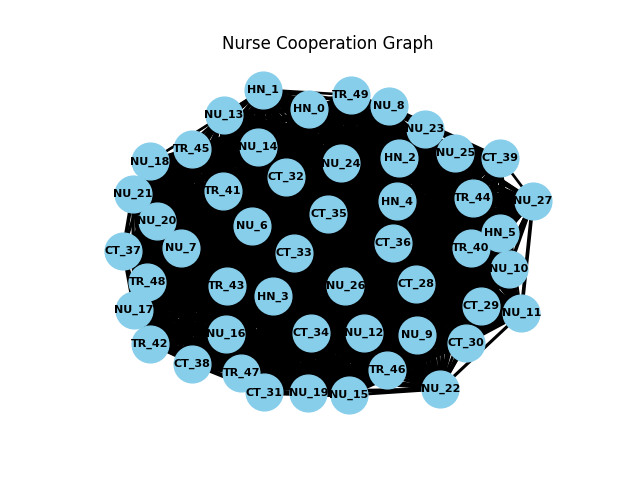 Nurse Cooperation Graph
HN_1
TR_49
NU_8
HN_0
NU_13
NU_23
TR_45
NU_14
NU_25
CT_39
HN_2
NU_18
NU_24
CT_32
TR_41
NU_21
TR_44
HN_4
NU_27
CT_35
NU_20
NU_6
HN_5
CT_36
NU_7
TR_40
CT_37
CT_33
NU_10
TR_48
CT_28
TR_43
NU_26
HN_3
CT_29
NU_17
NU_11
NU_16
CT_34
NU_12
NU_9
TR_42
CT_30
CT_38
TR_46
TR_47
NU_22
CT_31
NU_19
NU_15